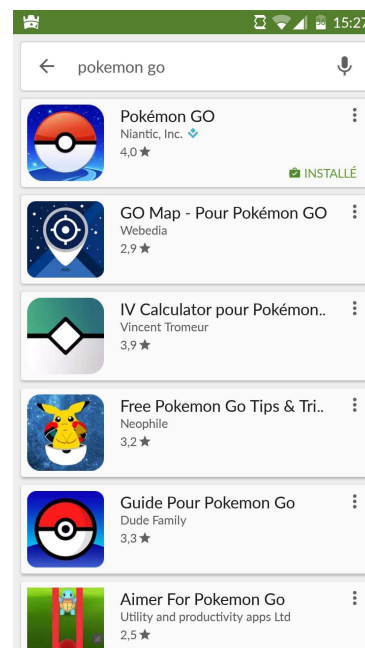 15:27
pokemon go
Pokémon GO
Niantic, Inc.
4,0★
INSTALLÉ
GO Map - Pour Pokémon GO
Webedia
2,9★
IV Calculator pour Pokémon..
Vincent Tromeur
3,9★
Free Pokemon Go Tips & Tri..
Neophile
3,2★
Guide Pour Pokemon Go
Dude Family
3,3★
Aimer For Pokemon Go
Utility and productivity apps Ltd
2,5★